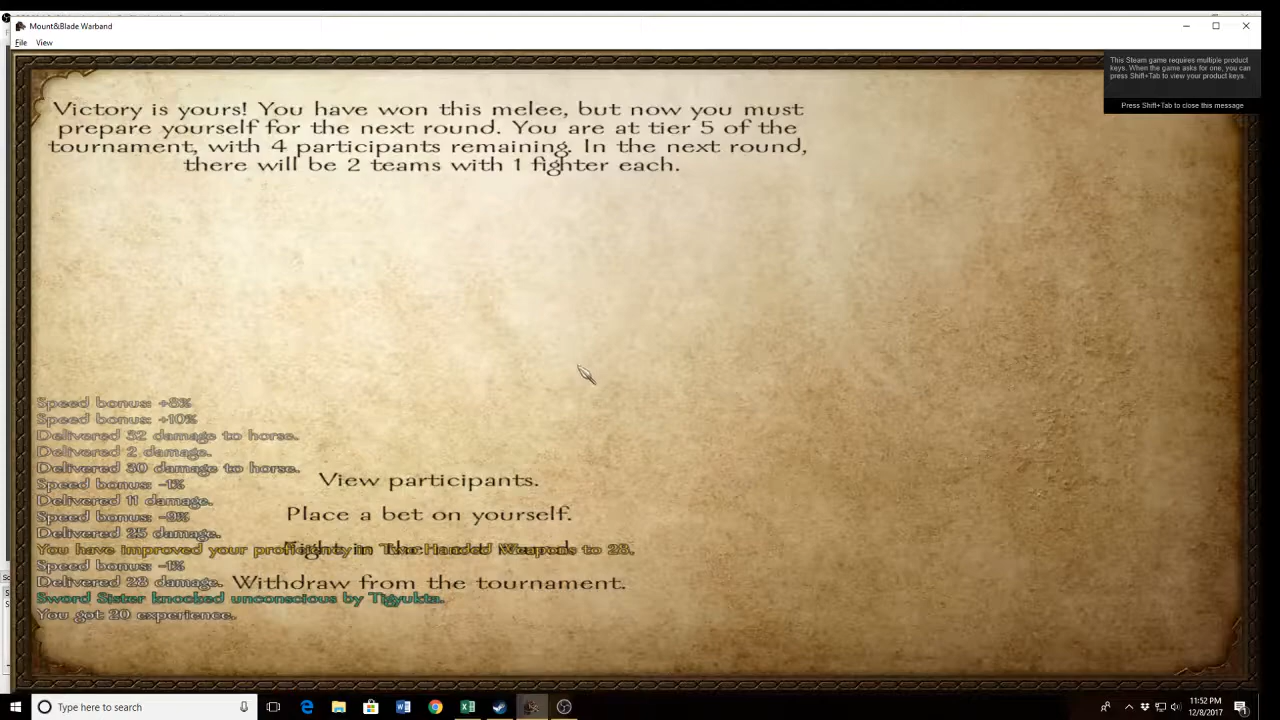 Mount&Blade Warband
File View
This Steam game requires multiple product
keys. When the game asks for one, you can
press Shift+Tab to view your product keys.
Press Shift+Tab to close this message
Victory is yours! You have won this melee, but now you must
prepare yourself for the next round. You are at tier 5 of the
tournament, with 4 participants remaining. In the next round,
there will be 2 teams with 1 fighter each.
Speed bonus: +8%
Speed bonus: +10%
Delivered 32 damage to horse.
Delivered 2 damage.
Delivered 30 damage to horse.
View participants.
Speed bonus: -1%
Delivered 11 damage.
Place a bet on yourself.
Speed bonus: -9%
Delivered 25 damage.
You have improved your proficiency in Two Handed Weapons to 28.
Fight in the next round.
Speed bonus: -1%
Delivered 28 damage.
Withdraw from the tournament.
Sword Sister knocked unconscious by Tigyukta.
You got 20 experience.
Type here to search
11:52 PM
12/8/2017